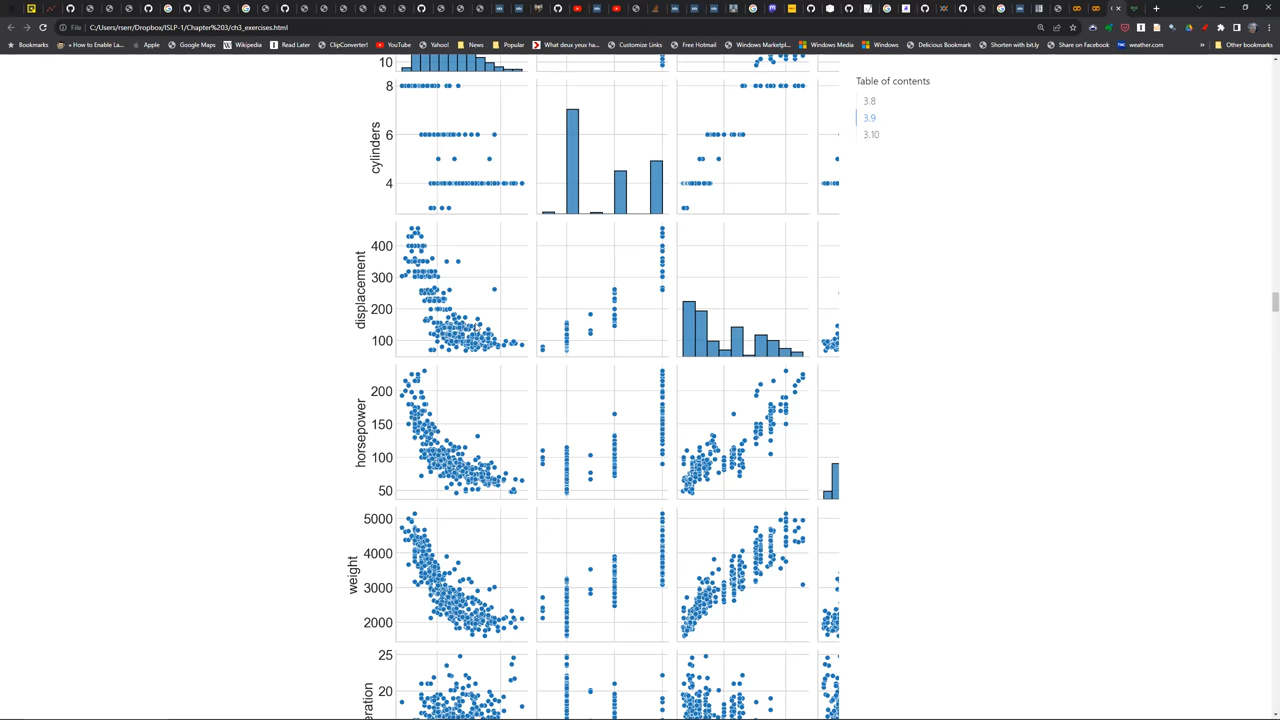 File
C:/Users/rserr/Dropbox/ISLP-1/Chapter%203/ch3_exercises.html
Bookmarks
+ How to Enable La...
Apple
Google Maps
Wikipedia
Read Later
ClipConverter!
YouTube
Yahoo!
News
Popular
What deux yeux ha...
Customize Links
Free Hotmail
Windows Marketpl...
Windows Media
Windows
Delicious Bookmark
Shorten with bit.ly
Share on Facebook
weather.com
»
Other bookmarks
Table of contents
3.8
3.9
3.10
10
cylinders
8
6
4
displacement
400
300
200
100
horsepower
200
150
100
50
weight
5000
4000
3000
2000
eration
25
20